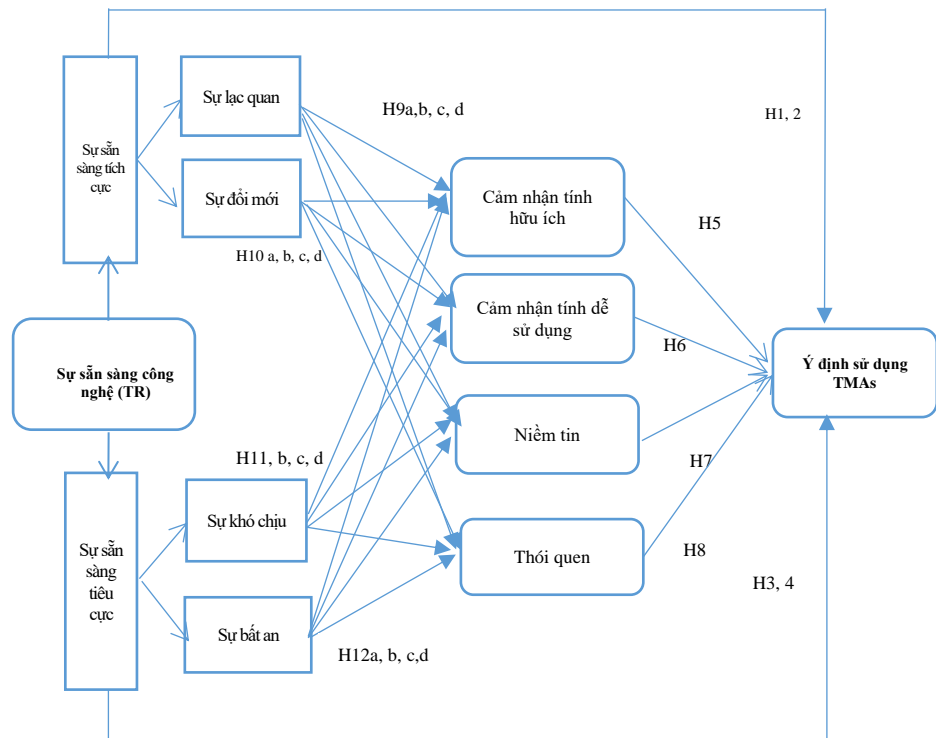 Sự sẵn
sàng tích
cực
Sự lạc quan
Sự đổi mới
H9a,b, c, d
H10 a, b, c, d
H1, 2
Cảm nhận tính
hữu ích
H5
Cảm nhận tính dễ
sử dụng
H6
Sự sẵn sàng công
nghệ (TR)
Ý định sử dụng
TMAs
Niềm tin
H7
H11, b, c, d
Sự sẵn
sàng
tiêu
cực
Sự khó chịu
Sự bất an
Thói quen
H8
H3, 4
H12a, b, c,d